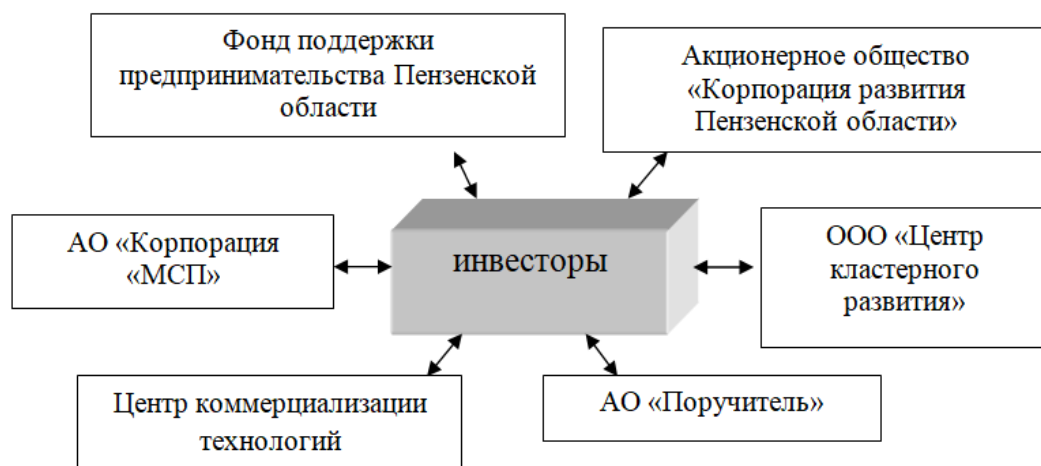 Фонд поддержки
предпринимательства Пензенской
области
Акционерное общество
«Корпорация развития
Пензенской области»
АО «Корпорация
«МСП»
инвесторы
ООО «Центр
кластерного
развития»
Центр коммерциализации
технологий
АО «Поручитель»